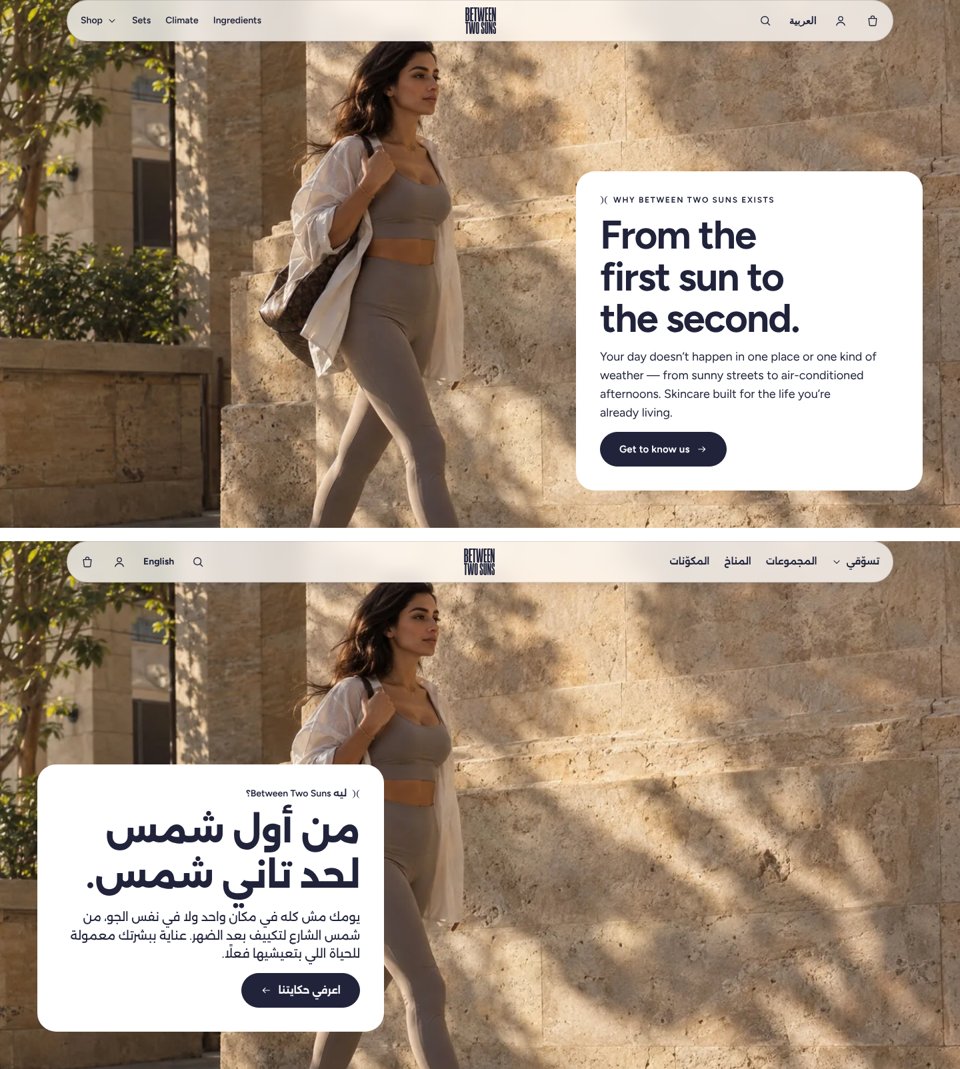 Shop Sets Climate Ingredients
BETWEEN
TWO SUNS
العربية
WHY BETWEEN TWO SUNS EXISTS
From the
first sun to
the second.
Your day doesn’t happen in one place or one kind of
weather — from sunny streets to air-conditioned
afternoons. Skincare built for the life you’re
already living.
Get to know us →
تسوّقي المجموعات المناخ المكوّنات
BETWEEN
TWO SUNS
English
ليه Between Two Suns؟
من أول شمس
لحد تاني شمس.
يومك مش كله في مكان واحد ولا في نفس الجو، من
شمس الشارع لتكييف بعد الضهر. عناية ببشرتك معمولة
للحياة اللي بتعيشيها فعلًا.
اعرفي حكايتنا ←